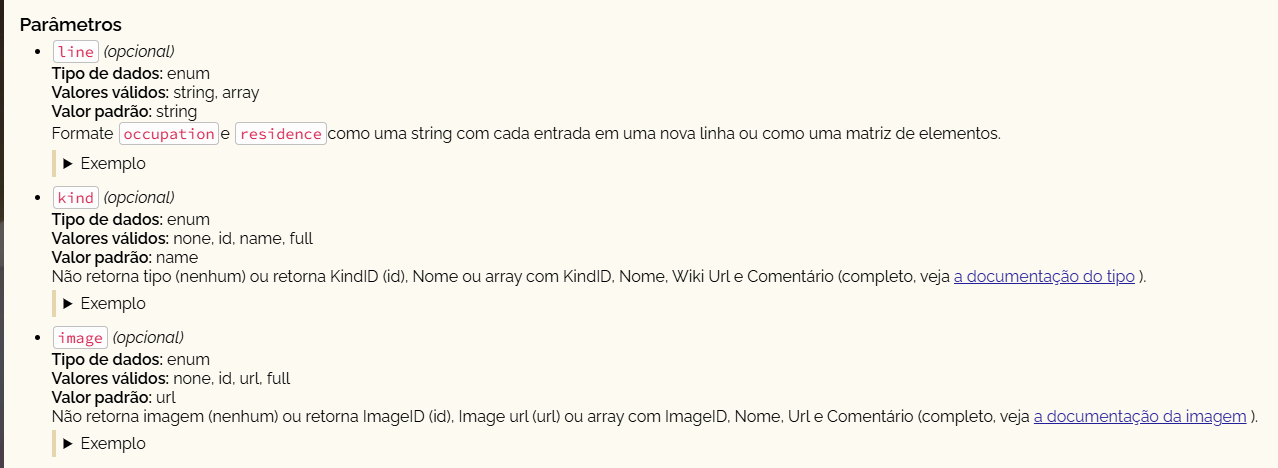 Parâmetros
line (opcional)
Tipo de dados: enum
Valores válidos: string, array
Valor padrão: string
Formate occupation e residence como uma string com cada entrada em uma nova linha ou como uma matriz de elementos.
Exemplo
kind (opcional)
Tipo de dados: enum
Valores válidos: none, id, name, full
Valor padrão: name
Não retorna tipo (nenhum) ou retorna KindID (id), Nome ou array com KindID, Nome, Wiki Url e Comentário (completo, veja a documentação do tipo ).
Exemplo
image (opcional)
Tipo de dados: enum
Valores válidos: none, id, url, full
Valor padrão: url
Não retorna imagem (nenhum) ou retorna ImageID (id), Image url (url) ou array com ImageID, Nome, Url e Comentário (completo, veja a documentação da imagem ).
Exemplo